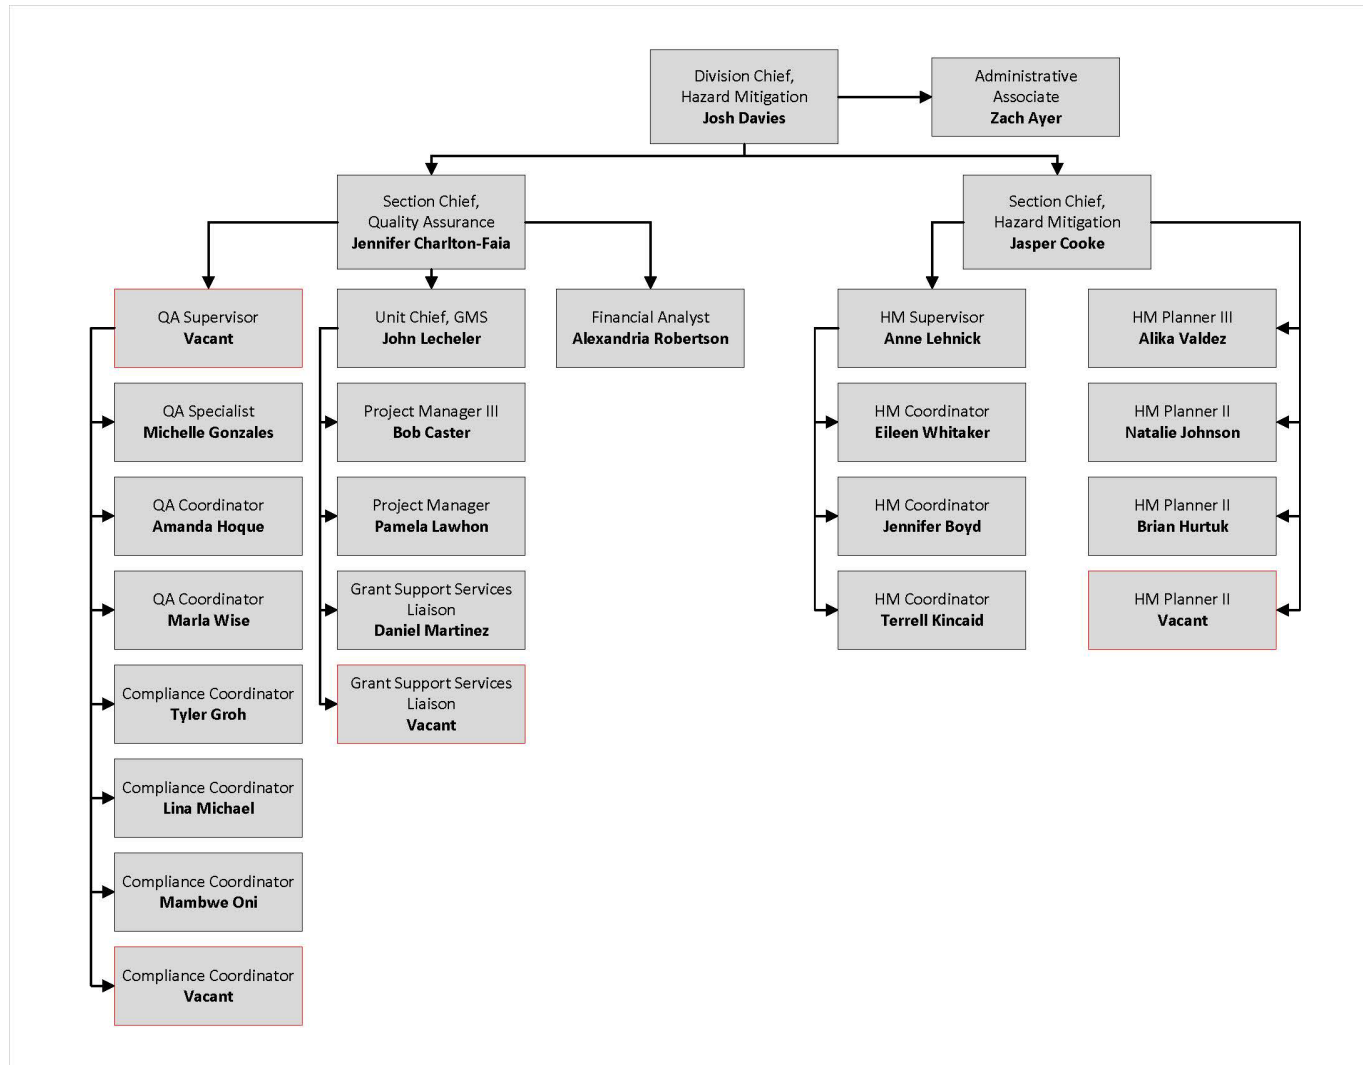 Division Chief,
Hazard Mitigation
Josh Davies
Administrative
Associate
Zach Ayer
Section Chief,
Quality Assurance
Jennifer Charlton-Faia
Section Chief,
Hazard Mitigation
Jasper Cooke
QA Supervisor
Vacant
Unit Chief, GMS
John Lecheler
Financial Analyst
Alexandria Robertson
HM Supervisor
Anne Lehnick
HM Planner III
Alika Valdez
QA Specialist
Michelle Gonzales
Project Manager III
Bob Caster
HM Coordinator
Eileen Whitaker
HM Planner II
Natalie Johnson
QA Coordinator
Amanda Hoque
Project Manager
Pamela Lawhon
HM Coordinator
Jennifer Boyd
HM Planner II
Brian Hurtuk
QA Coordinator
Marla Wise
Grant Support Services
Liaison
Daniel Martinez
HM Coordinator
Terrell Kincaid
HM Planner II
Vacant
Compliance Coordinator
Tyler Groh
Grant Support Services
Liaison
Vacant
Compliance Coordinator
Lina Michael
Compliance Coordinator
Mambwe Oni
Compliance Coordinator
Vacant